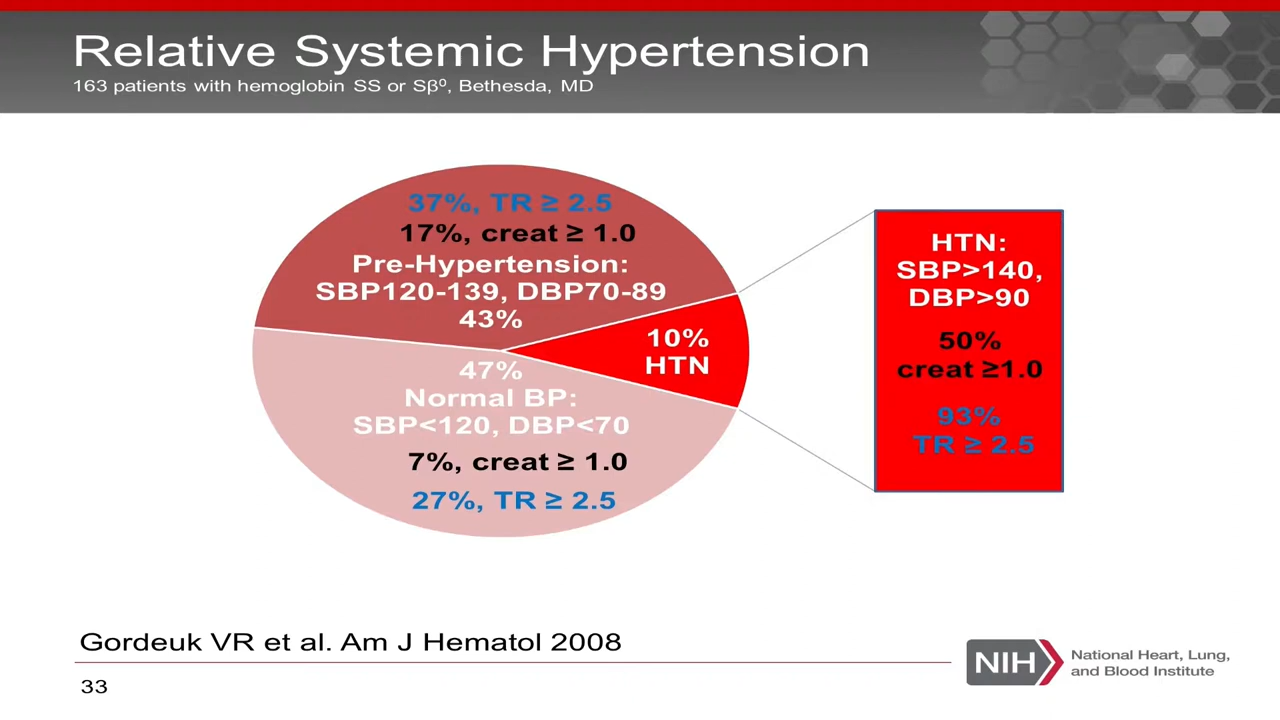 Relative Systemic Hypertension
163 patients with hemoglobin SS or Sβ⁰, Bethesda, MD
37%, TR ≥ 2.5
17%, creat ≥ 1.0
Pre-Hypertension:
SBP120-139, DBP70-89
43%
10%
HTN
47%
Normal BP:
SBP<120, DBP<70
7%, creat ≥ 1.0
27%, TR ≥ 2.5
HTN:
SBP>140,
DBP>90
50%
creat ≥1.0
93%
TR ≥ 2.5
Gordeuk VR et al. Am J Hematol 2008
33
NIH
National Heart, Lung,
and Blood Institute